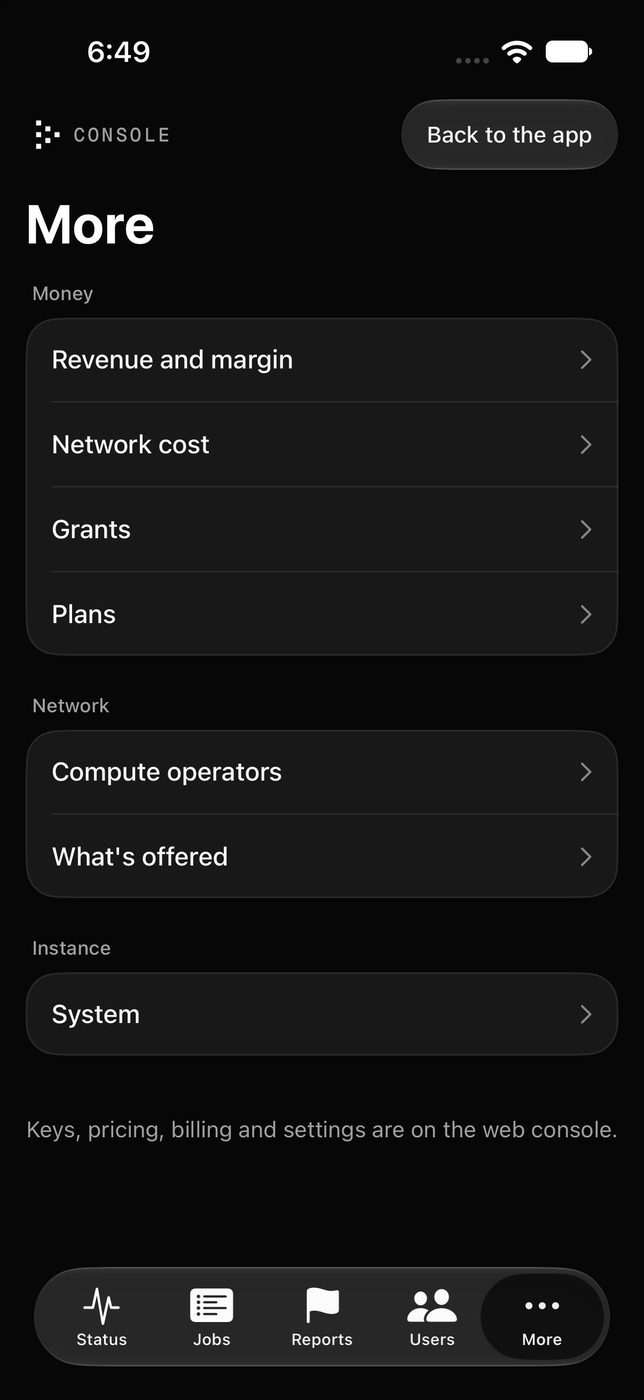 6:49
CONSOLE
Back to the app
More
Money
Revenue and margin
Network cost
Grants
Plans
Network
Compute operators
What's offered
Instance
System
Keys, pricing, billing and settings are on the web console.
Status
Jobs
Reports
Users
More